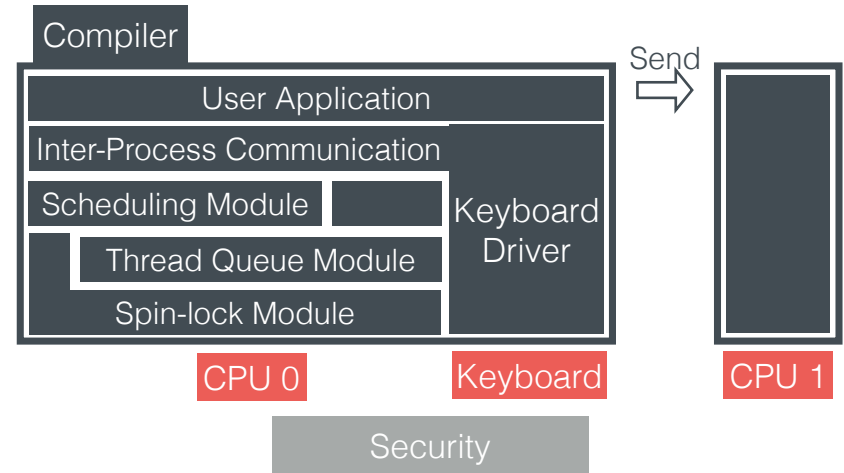 Compiler
Send
User Application
Inter-Process Communication
Scheduling Module
Keyboard
Driver
Thread Queue Module
Spin-lock Module
CPU 0
Keyboard
CPU 1
Security